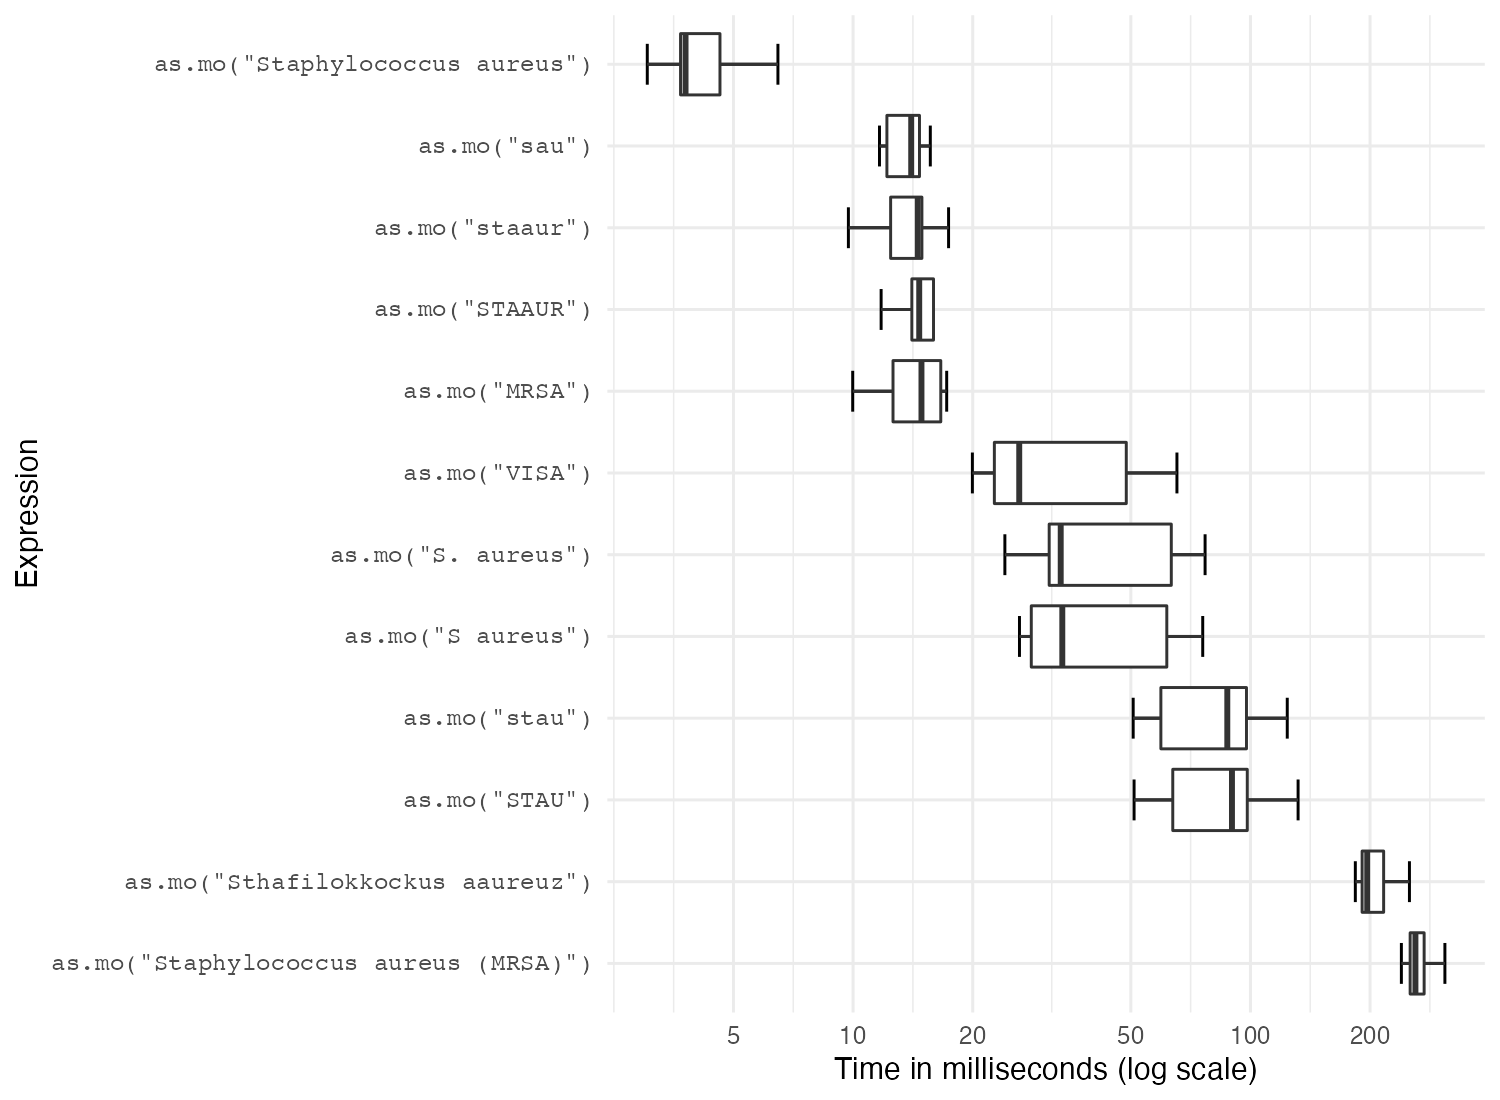 as.mo("Staphylococcus aureus")
as.mo("sau")
as.mo("staaur")
as.mo("STAAUR")
as.mo("MRSA")
as.mo("VISA")
as.mo("S. aureus")
as.mo("S aureus")
as.mo("stau")
as.mo("STAU")
as.mo("Sthafilokkockus aaureuz")
as.mo("Staphylococcus aureus (MRSA)")
Expression
5 10 20 50 100 200
Time in milliseconds (log scale)